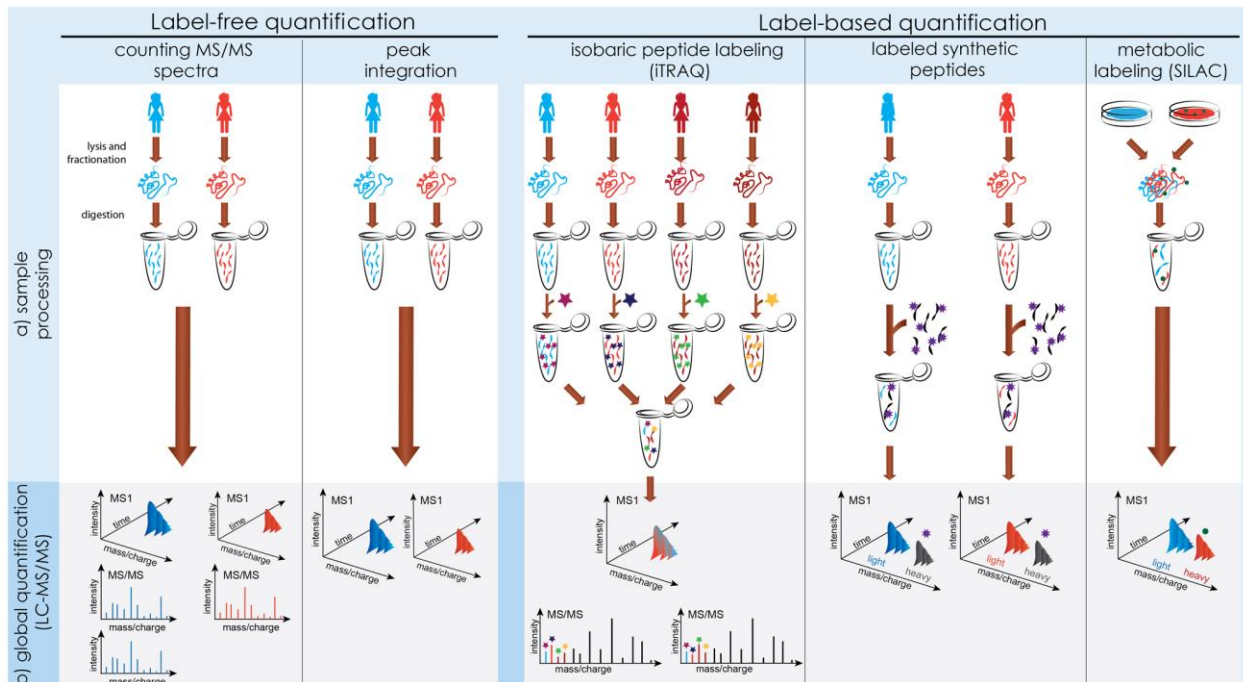 Label-free quantification
Label-based quantification
counting MS/MS
spectra
peak
integration
isobaric peptide labeling
(iTRAQ)
labeled synthetic
peptides
metabolic
labeling (SILAC)
a) sample
processing
lysis and
fractionation
digestion
b) global quantification
(LC-MS/MS)
intensity
MS1
time
mass/charge
intensity
MS1
time
mass/charge
intensity
MS/MS
mass/charge
intensity
MS/MS
mass/charge
intensity
MS/MS
mass/charge
intensity
MS1
time
mass/charge
intensity
MS1
time
mass/charge
intensity
MS1
time
mass/charge
intensity
MS/MS
mass/charge
intensity
MS/MS
mass/charge
intensity
MS1
time
light
heavy
mass/charge
intensity
MS1
time
light
heavy
mass/charge
intensity
MS1
time
light
heavy
mass/charge